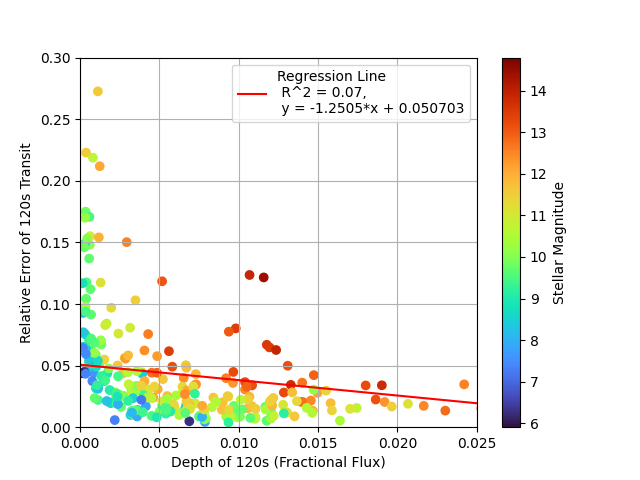 Regression Line
R^2 = 0.07,
y = -1.2505*x + 0.050703
0.30
0.25
0.20
0.15
0.10
0.05
0.00
Relative Error of 120s Transit
0.000 0.005 0.010 0.015 0.020 0.025
Depth of 120s (Fractional Flux)
14
13
12
11
10
9
8
7
6
Stellar Magnitude